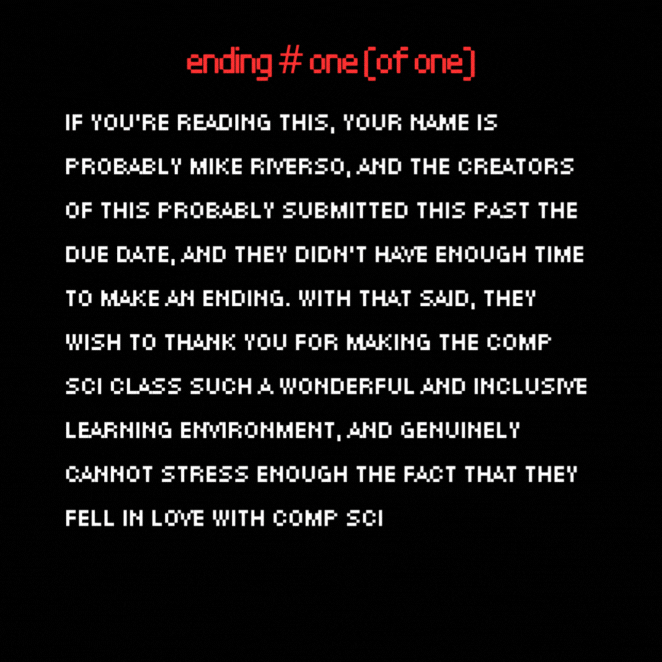 ending # one (of one)
IF YOU'RE READING THIS, YOUR NAME IS
PROBABLY MIKE RIVERSO, AND THE CREATORS
OF THIS PROBABLY SUBMITTED THIS PAST THE
DUE DATE, AND THEY DIDN'T HAVE ENOUGH TIME
TO MAKE AN ENDING. WITH THAT SAID, THEY
WISH TO THANK YOU FOR MAKING THE COMP
SCI CLASS SUCH A WONDERFUL AND INCLUSIVE
LEARNING ENVIRONMENT, AND GENUINELY
CANNOT STRESS ENOUGH THE FACT THAT THEY
FELL IN LOVE WITH COMP SCI